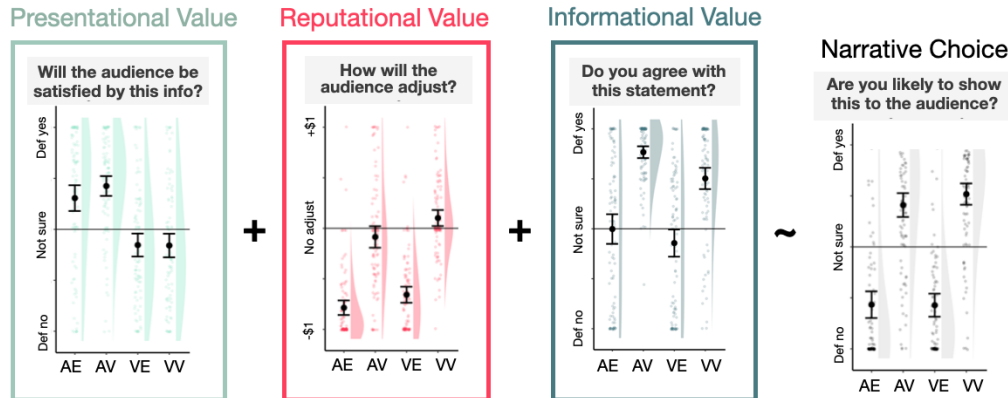 Presentational Value
Will the audience be
satisfied by this info?
Def yes
Not sure
Def no
AE AV VE VV
+
Reputational Value
How will the
audience adjust?
+$1
No adjust
-$1
AE AV VE VV
+
Informational Value
Do you agree with
this statement?
Def yes
Not sure
Def no
AE AV VE VV
~
Narrative Choice
Are you likely to show
this to the audience?
Def yes
Not sure
Def no
AE AV VE VV